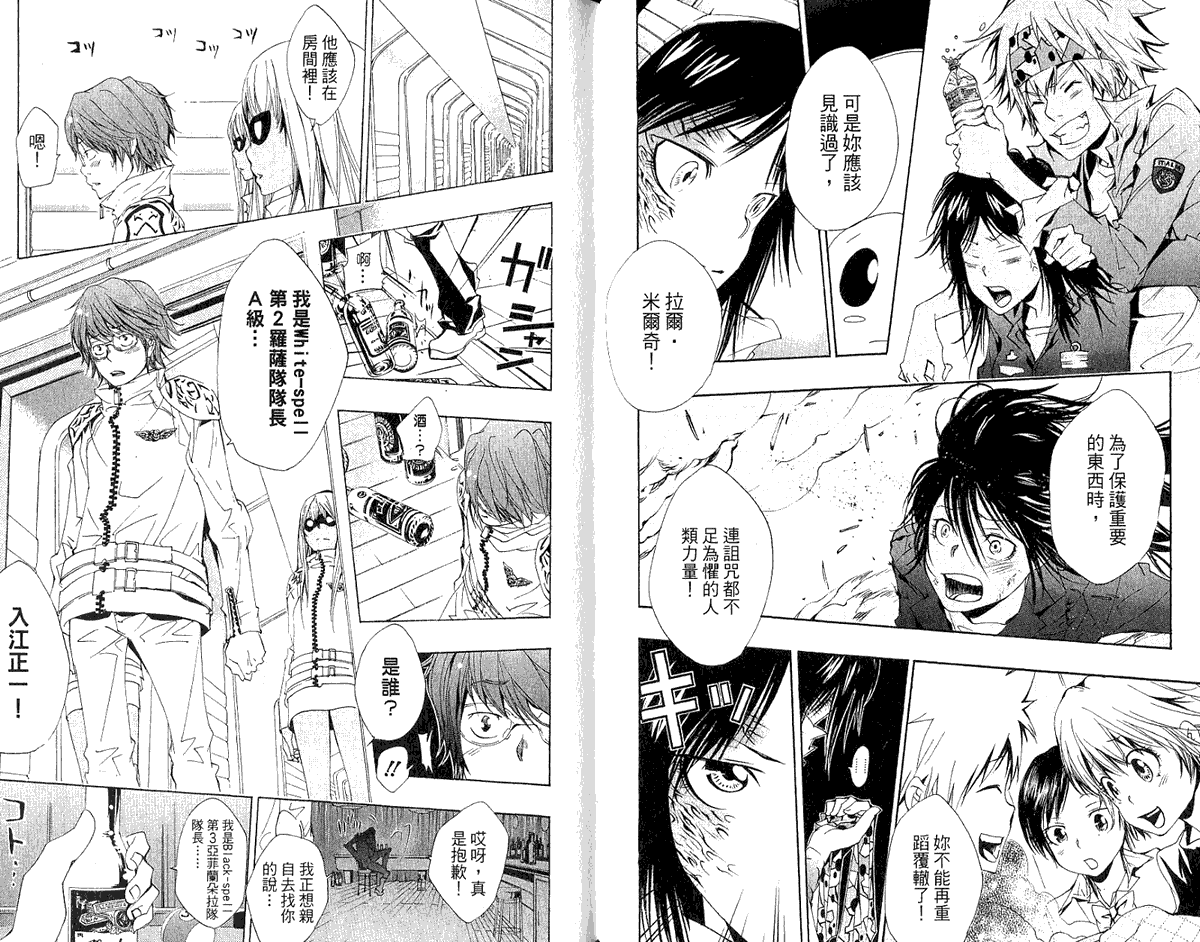 可是妳應該
見識過了，
拉爾．
米爾奇！
為了保護重要
的東西時，
連詛咒都不
足為懼的人
類力量！
妳不能再重
蹈覆轍了！
…
ギッ
他應該在
房間裡！
嗯！
コツ
コツ
コツ
コツ
ガシャン
啊…
我是White-spell
第2羅薩隊隊長
A級…
酒…？
是誰？
!!
入江正一！
哎呀，真
是抱歉！
我正想親
自去找你
的說…
我是Black-spell
第3亞菲蘭朵拉隊
隊長……
コト…